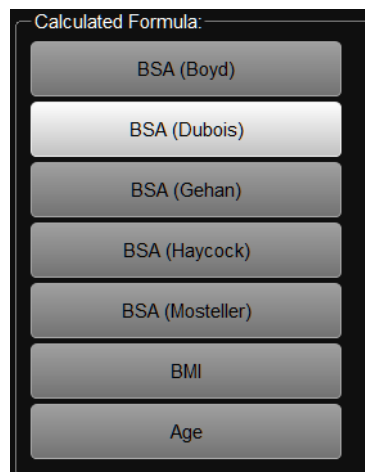 Calculated Formula:
BSA (Boyd)
BSA (Dubois)
BSA (Gehan)
BSA (Haycock)
BSA (Mosteller)
BMI
Age